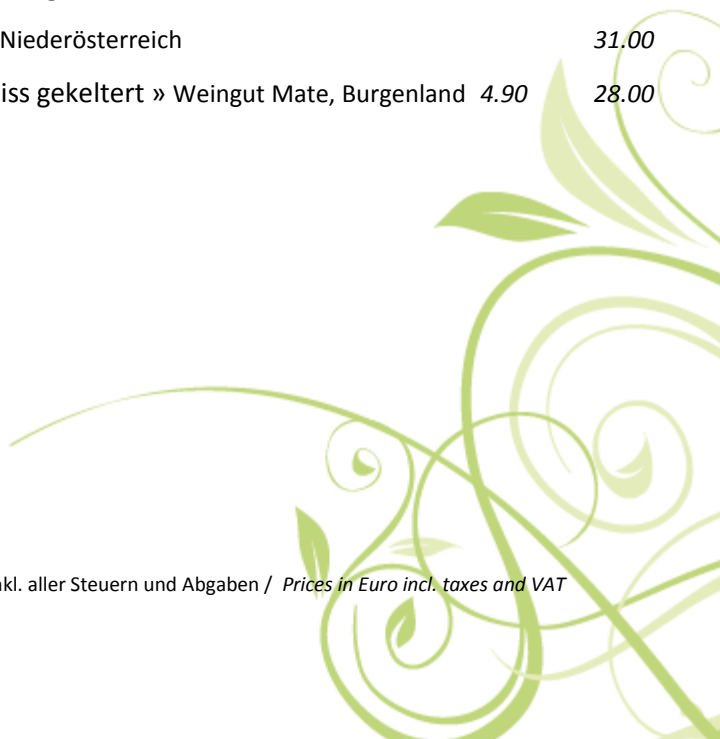 Niederösterreich 31.00
iss gekeltert » Weingut Mate, Burgenland 4.90 28.00
kl. aller Steuern und Abgaben / Prices in Euro incl. taxes and VAT